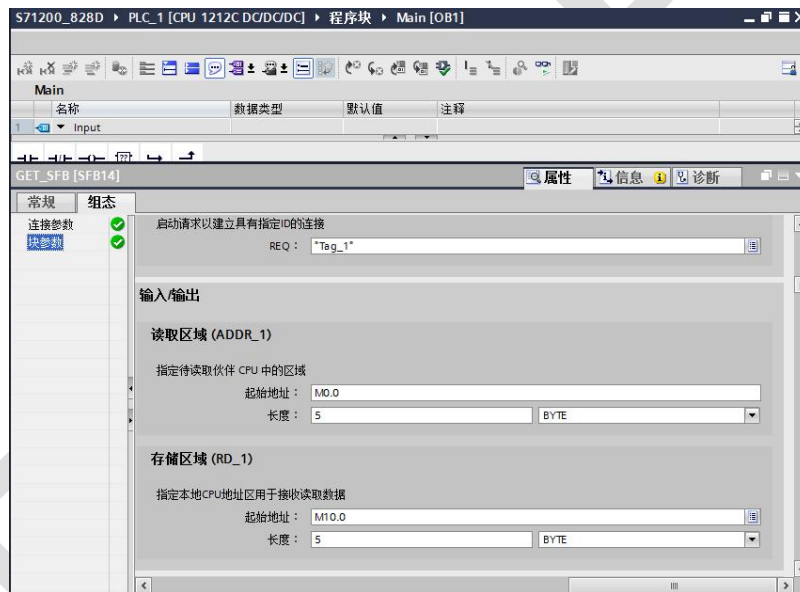 S71200_828D ▸ PLC_1 [CPU 1212C DC/DC/DC] ▸ 程序块 ▸ Main [OB1]
Main
名称 数据类型 默认值 注释
1 Input
GET_SFB [SFB14] 属性 信息 诊断
常规 组态
连接参数
块参数
启动请求以建立具有指定ID的连接
REQ： "Tag_1"
输入/输出
读取区域 (ADDR_1)
指定待读取伙伴 CPU 中的区域
起始地址： M0.0
长度： 5 BYTE
存储区域 (RD_1)
指定本地CPU地址区用于接收读取数据
起始地址： M10.0
长度： 5 BYTE